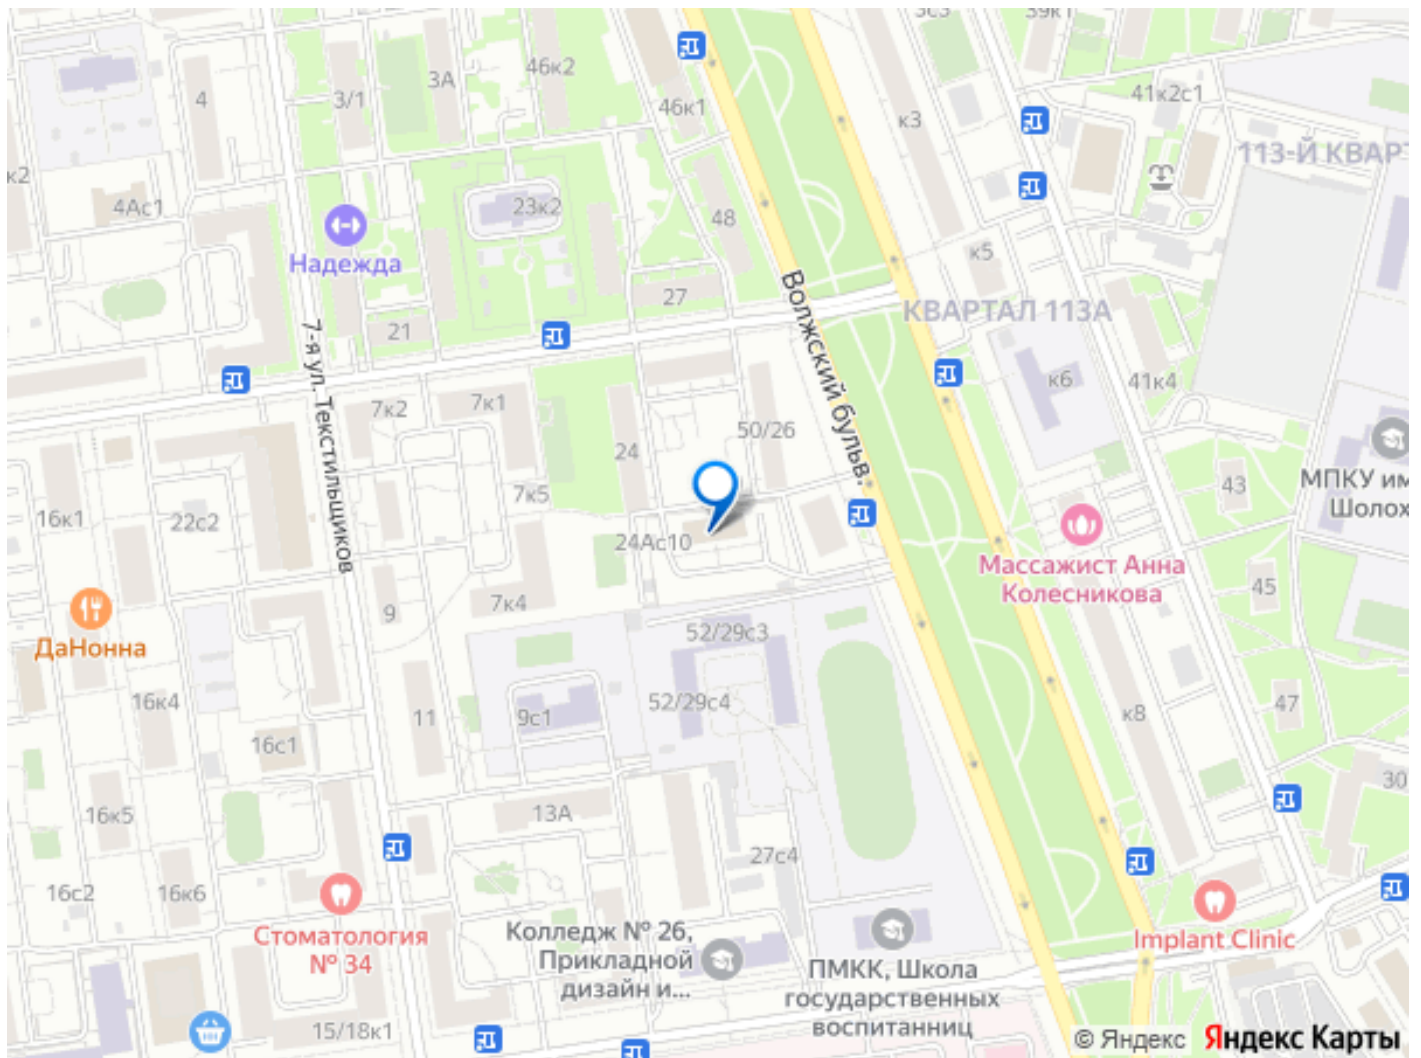 3с3
39к1
46к2
3А
4
3/1
46к1
41к2с1
к3
113-Й КВАРТ
к2
4Ас1
23к2
48
Надежда
к5
27
КВАРТАЛ 113А
21
Волжский бульв.
7-я ул. Текстильщиков
7к2
7к1
к6
41к4
50/26
24
7к5
43
МПКУ им
Шолох
16к1
22с2
24Ас10
Массажист Анна
Колесникова
45
7к4
9
ДаНонна
52/29с3
52/29с4
16к4
11
9с1
к8
47
16с1
30
16к5
13А
27с4
16с2
16к6
Стоматология
№ 34
Колледж № 26,
Прикладной
дизайн и...
ПМКК, Школа
государственных
воспитанниц
Implant Clinic
15/18к1
© Яндекс Яндекс Карты